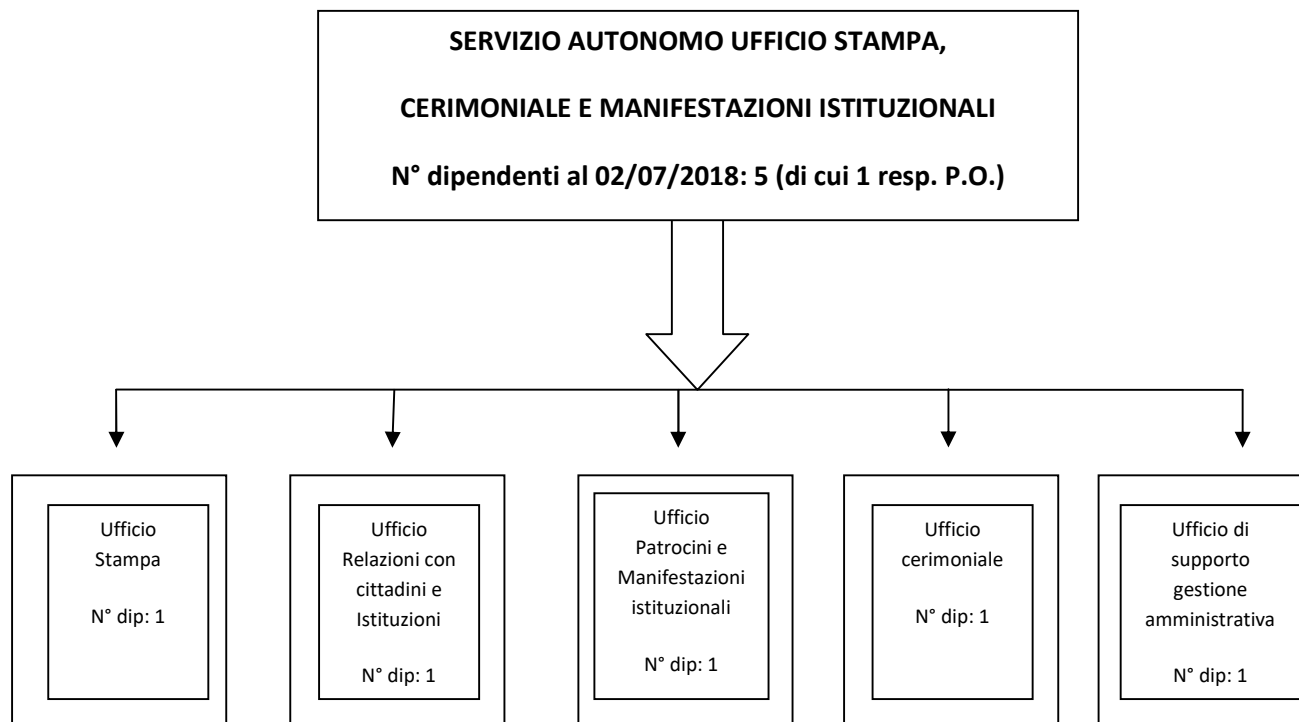 SERVIZIO AUTONOMO UFFICIO STAMPA,
CERIMONIALE E MANIFESTAZIONI ISTITUZIONALI
N° dipendenti al 02/07/2018: 5 (di cui 1 resp. P.O.)
Ufficio
Stampa
N° dip: 1
Ufficio
Relazioni con
cittadini e
Istituzioni
N° dip: 1
Ufficio
Patrocini e
Manifestazioni
istituzionali
N° dip: 1
Ufficio
cerimoniale
N° dip: 1
Ufficio di
supporto
gestione
amministrativa
N° dip: 1